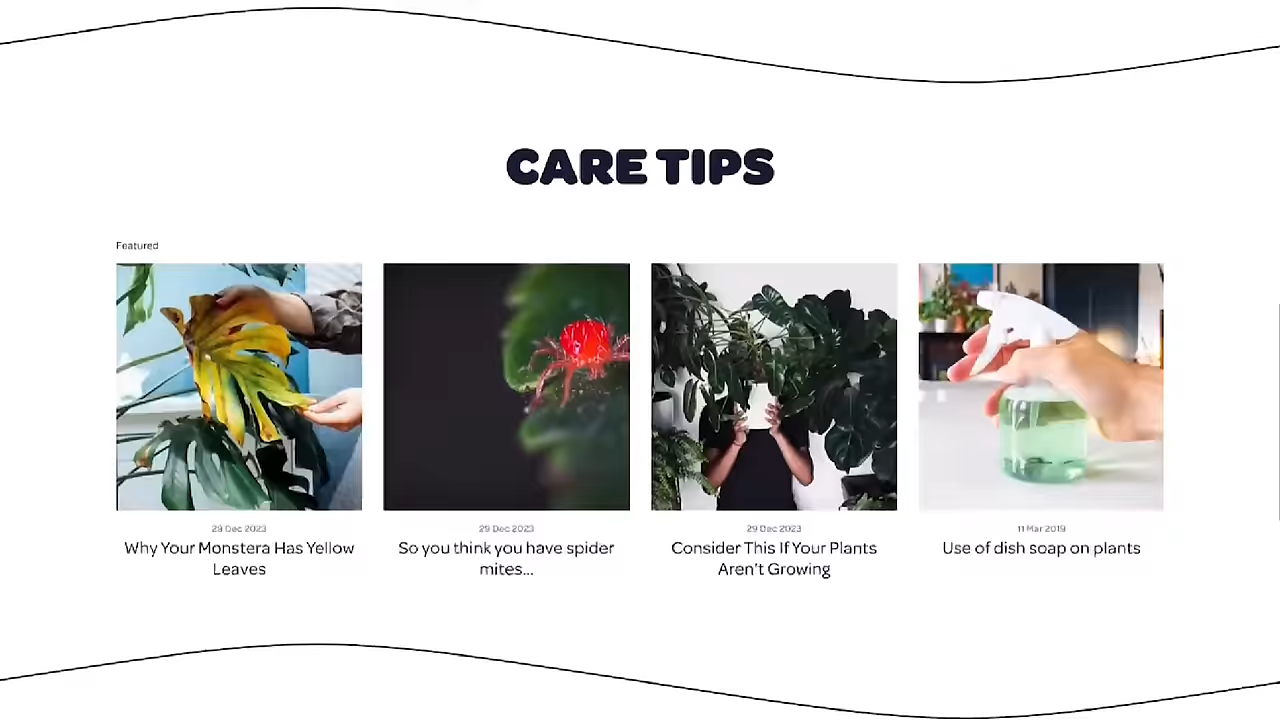 CARE TIPS
Featured
29 Dec 2023
Why Your Monstera Has Yellow
Leaves
29 Dec 2023
So you think you have spider
mites...
29 Dec 2023
Consider This If Your Plants
Aren't Growing
11 Mar 2019
Use of dish soap on plants